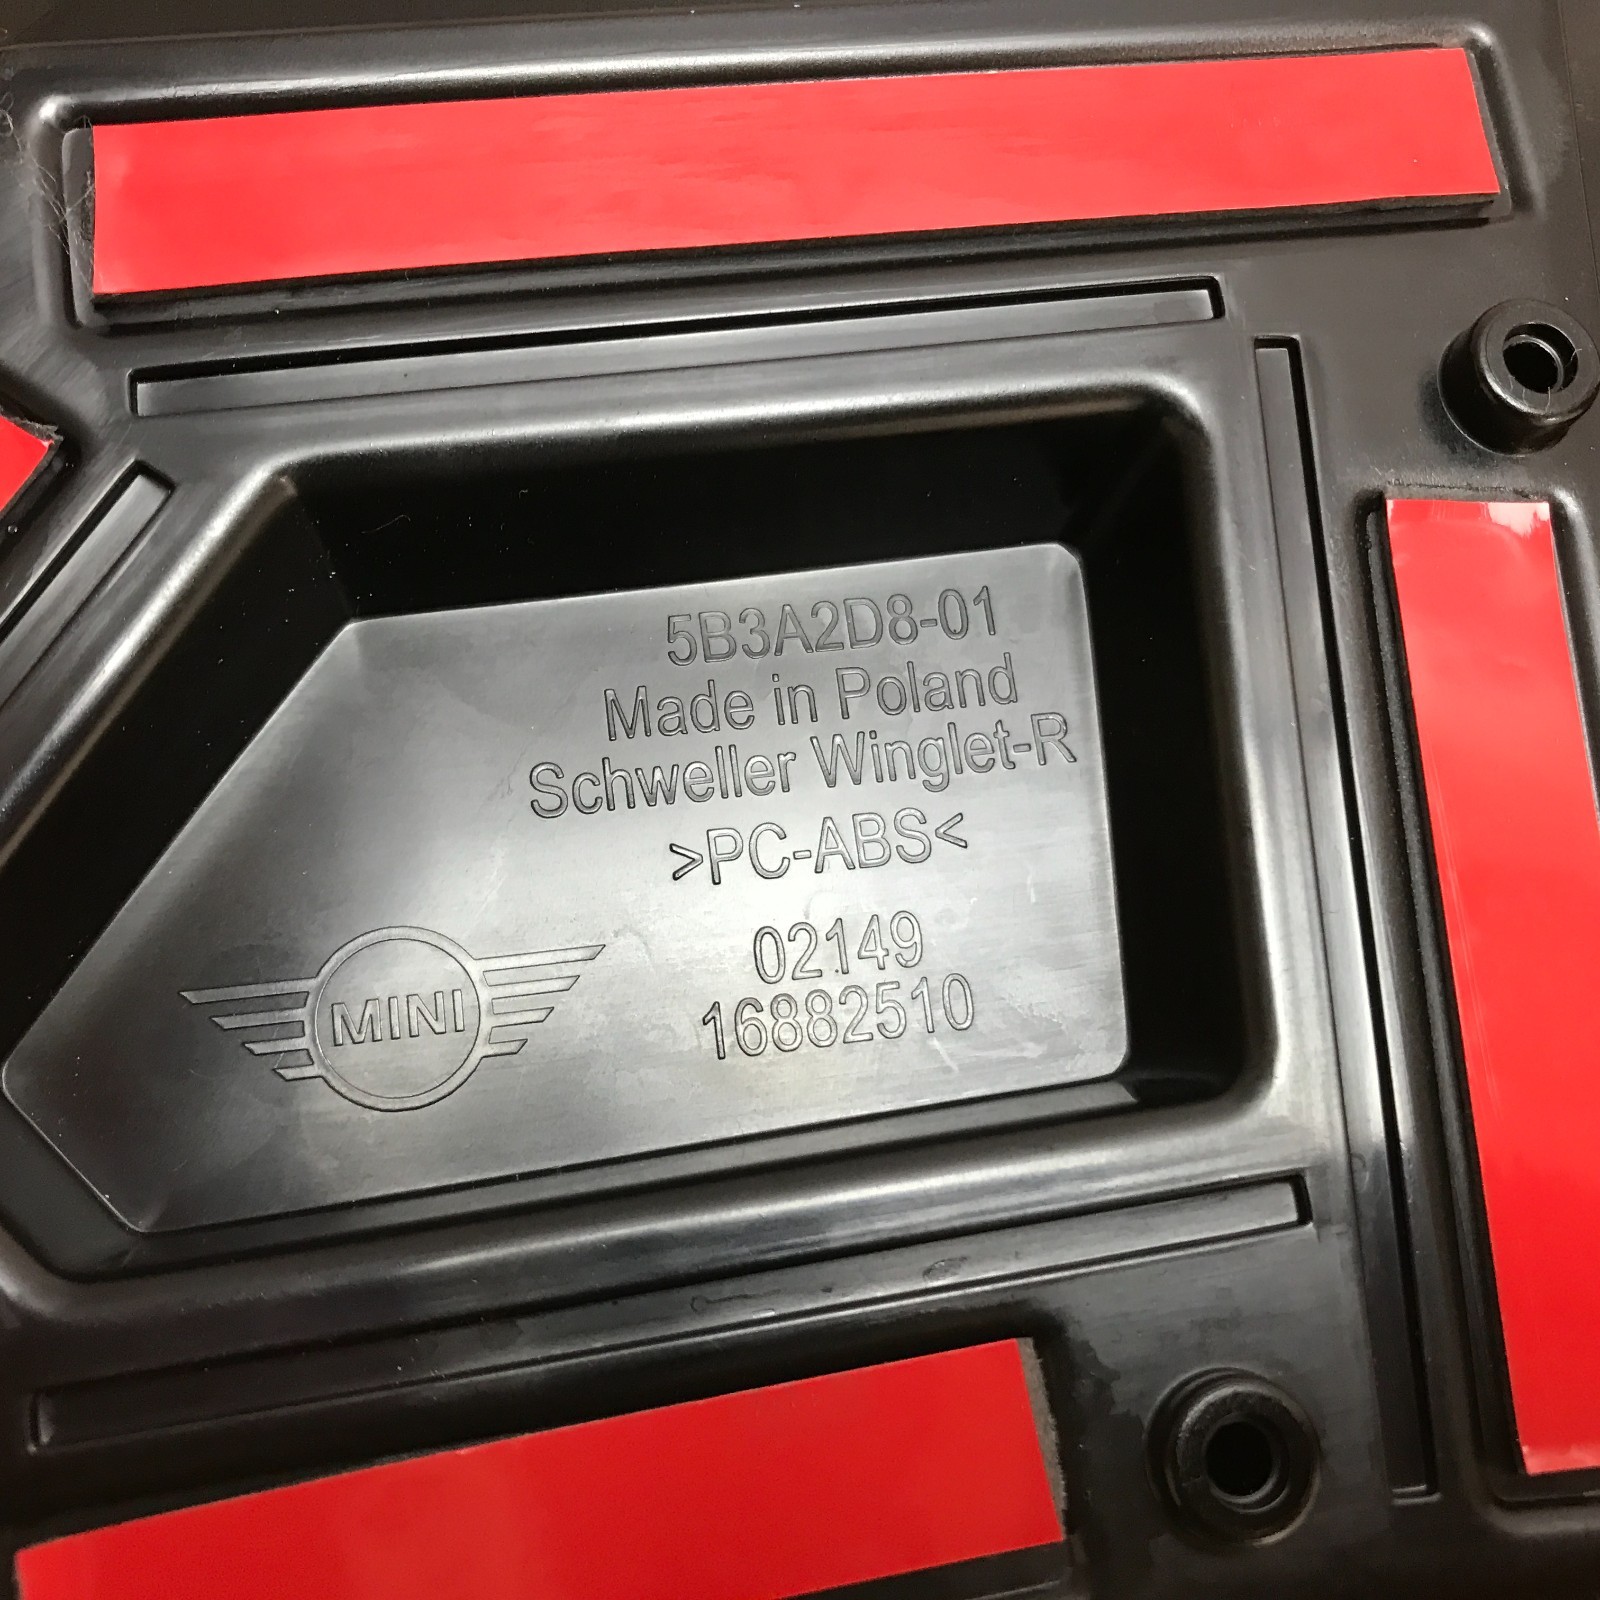 5B3A2D8-01
Made in Poland
Schweller Winglet-R
>PC-ABS<
02149
16882510
MINI